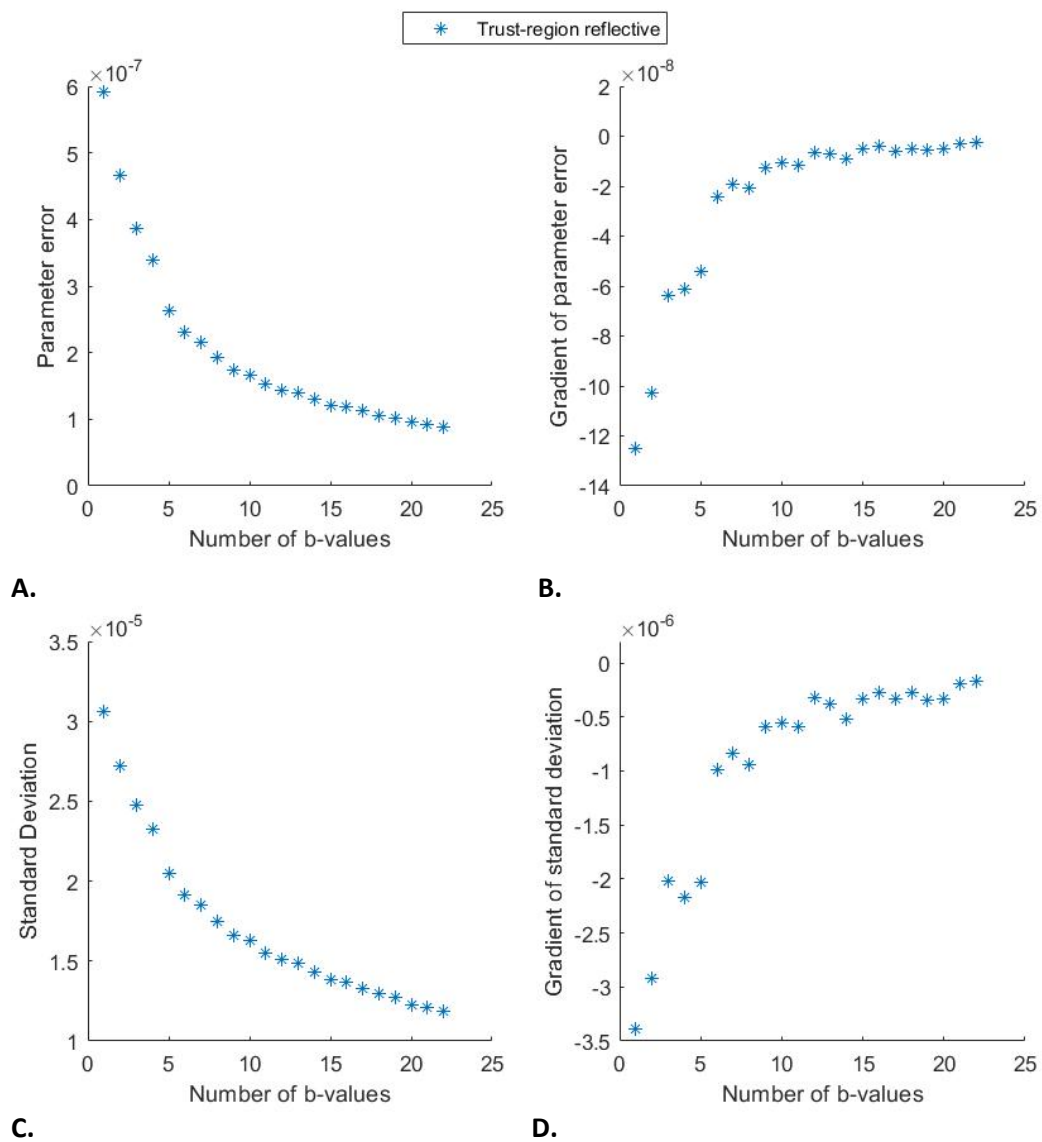 Trust-region reflective
×10-7
6
5
4
3
2
1
0
0 5 10 15 20 25
Parameter error
Number of b-values
A.
×10-8
2
0
-2
-4
-6
-8
-10
-12
-14
0 5 10 15 20 25
Gradient of parameter error
Number of b-values
B.
×10-5
3.5
3
2.5
2
1.5
1
0 5 10 15 20 25
Standard Deviation
Number of b-values
C.
×10-6
0
-0.5
-1
-1.5
-2
-2.5
-3
-3.5
0 5 10 15 20 25
Gradient of standard deviation
Number of b-values
D.